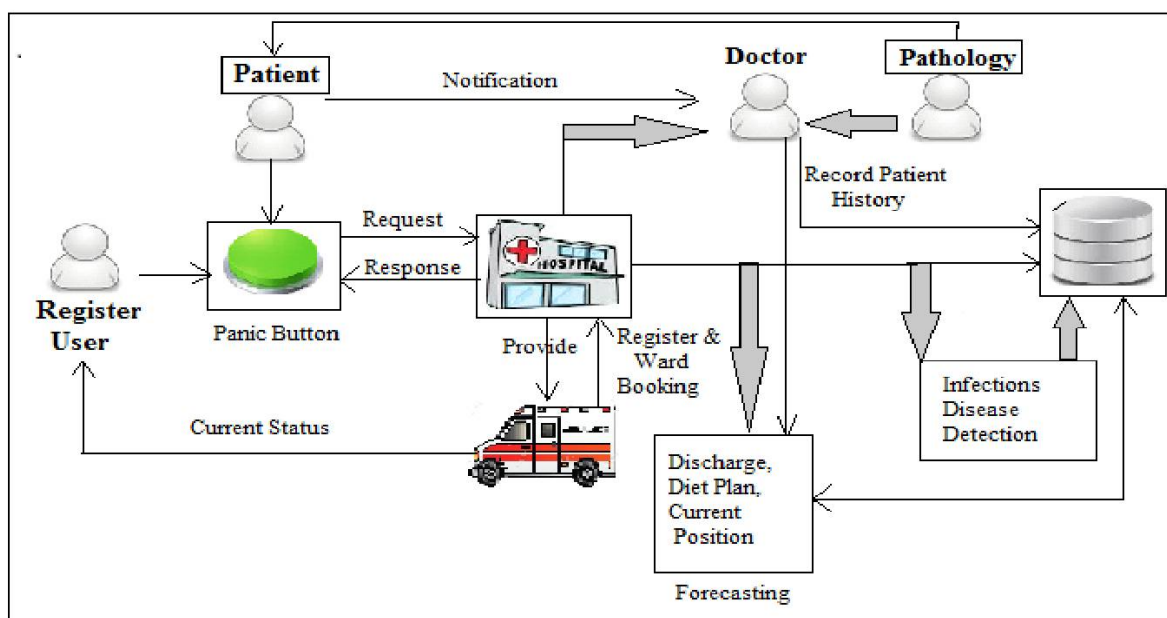 Patient
Notification
Doctor
Pathology
Record Patient
History
Request
Response
HOSPITAL
Register
User
Panic Button
Provide
Register &
Ward
Booking
Current Status
Infections
Disease
Detection
Discharge,
Diet Plan,
Current
Position
Forecasting